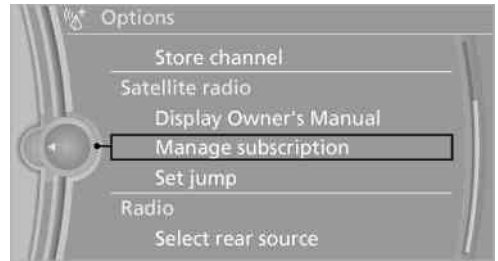 Options
Store channel
Satellite radio
Display Owner's Manual
Manage subscription
Set jump
Radio
Select rear source